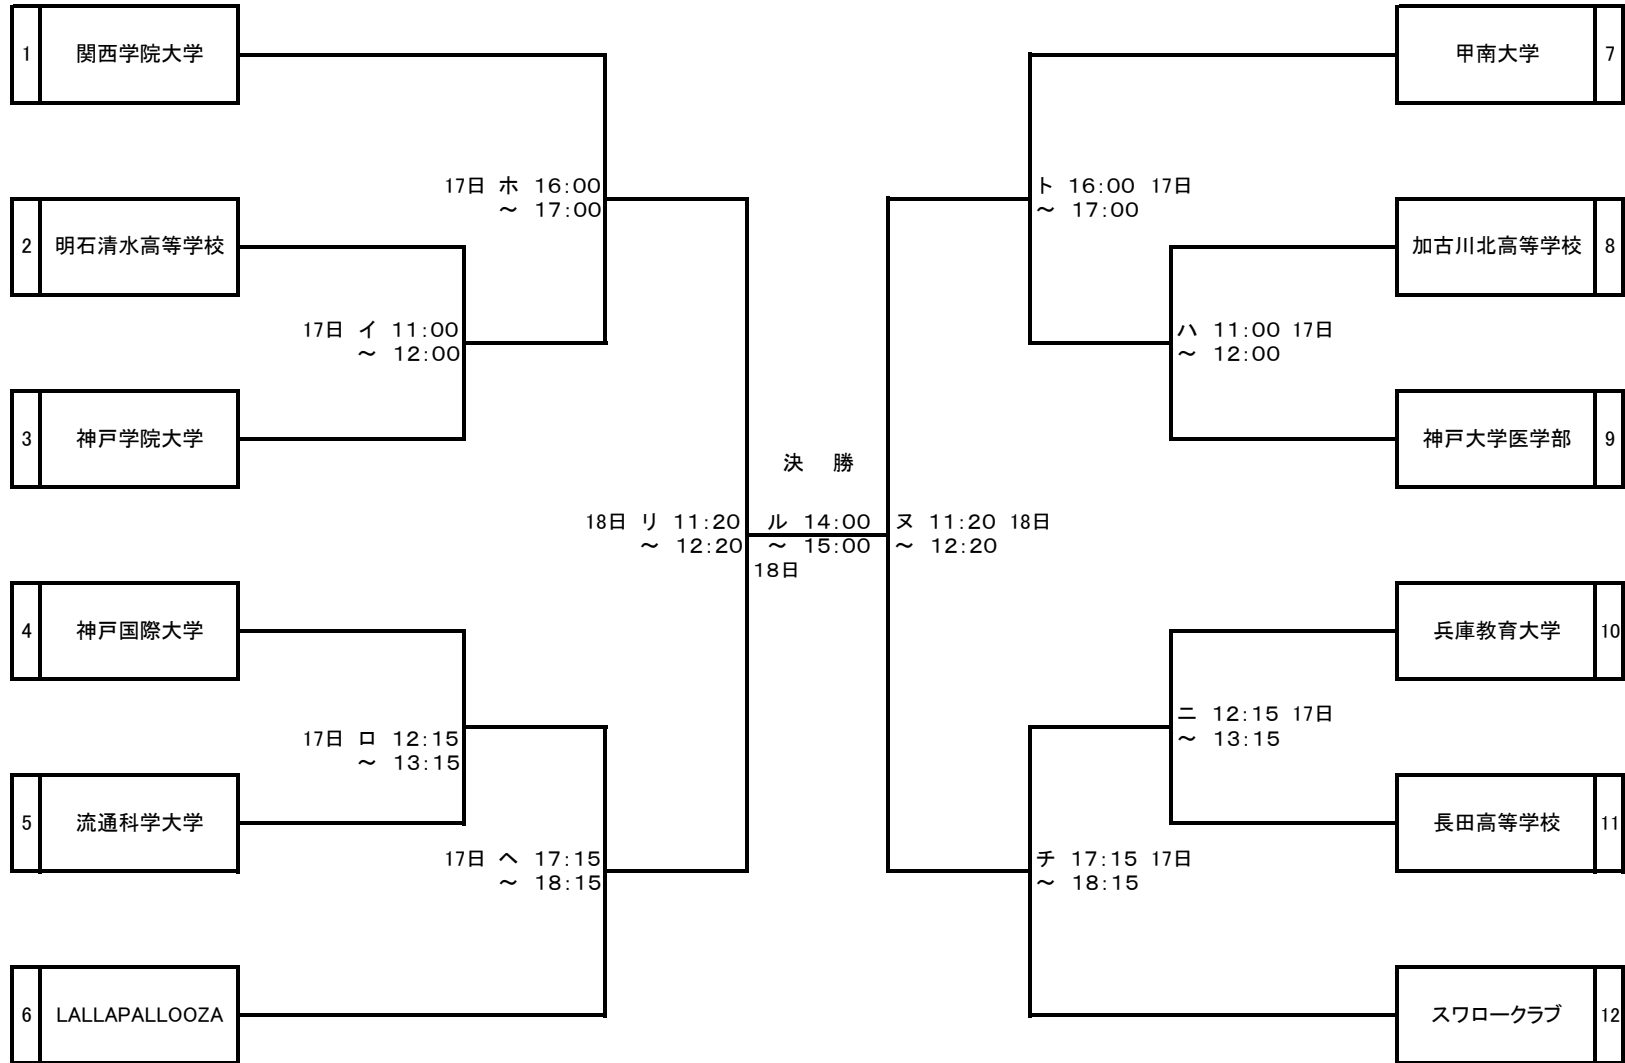 1 関西学院大学
甲南大学 7
17日 ホ 16:00
～ 17:00
ト 16:00 17日
～ 17:00
2 明石清水高等学校
加古川北高等学校 8
17日 イ 11:00
～ 12:00
ハ 11:00 17日
～ 12:00
3 神戸学院大学
神戸大学医学部 9
決 勝
18日 リ 11:20
～ 12:20
ル 14:00
～ 15:00
18日
ヌ 11:20 18日
～ 12:20
4 神戸国際大学
兵庫教育大学 10
17日 ロ 12:15
～ 13:15
ニ 12:15 17日
～ 13:15
5 流通科学大学
長田高等学校 11
17日 ヘ 17:15
～ 18:15
チ 17:15 17日
～ 18:15
6 LALLAPALLOOZA
スワロークラブ 12